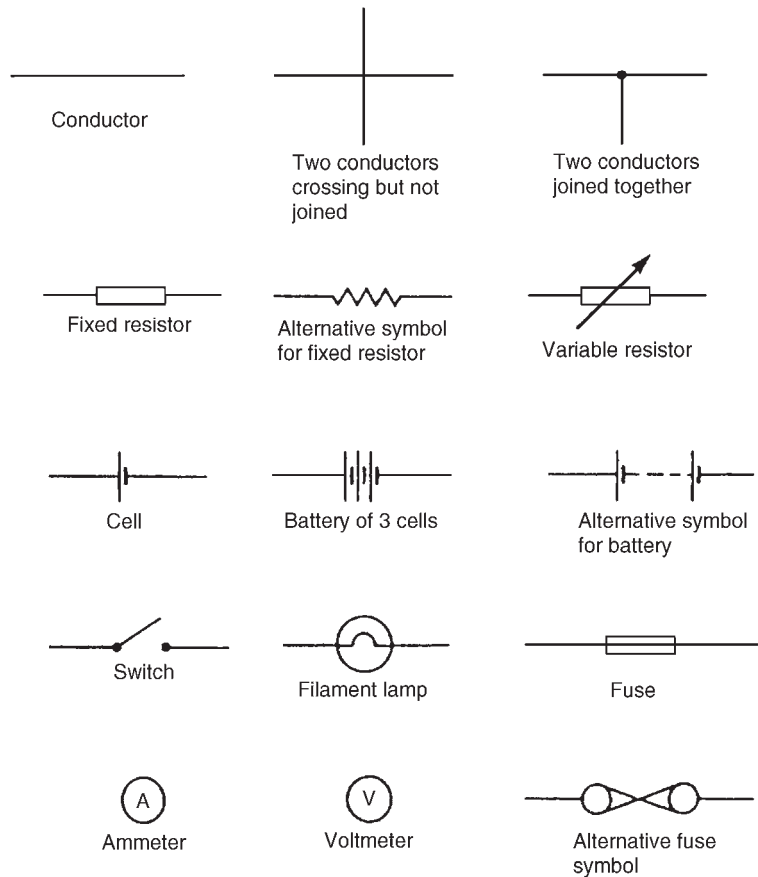 Conductor
Two conductors
crossing but not
joined
Two conductors
joined together
Fixed resistor
Alternative symbol
for fixed resistor
Variable resistor
Cell
Battery of 3 cells
Alternative symbol
for battery
Switch
Filament lamp
Fuse
A
Ammeter
V
Voltmeter
Alternative fuse
symbol